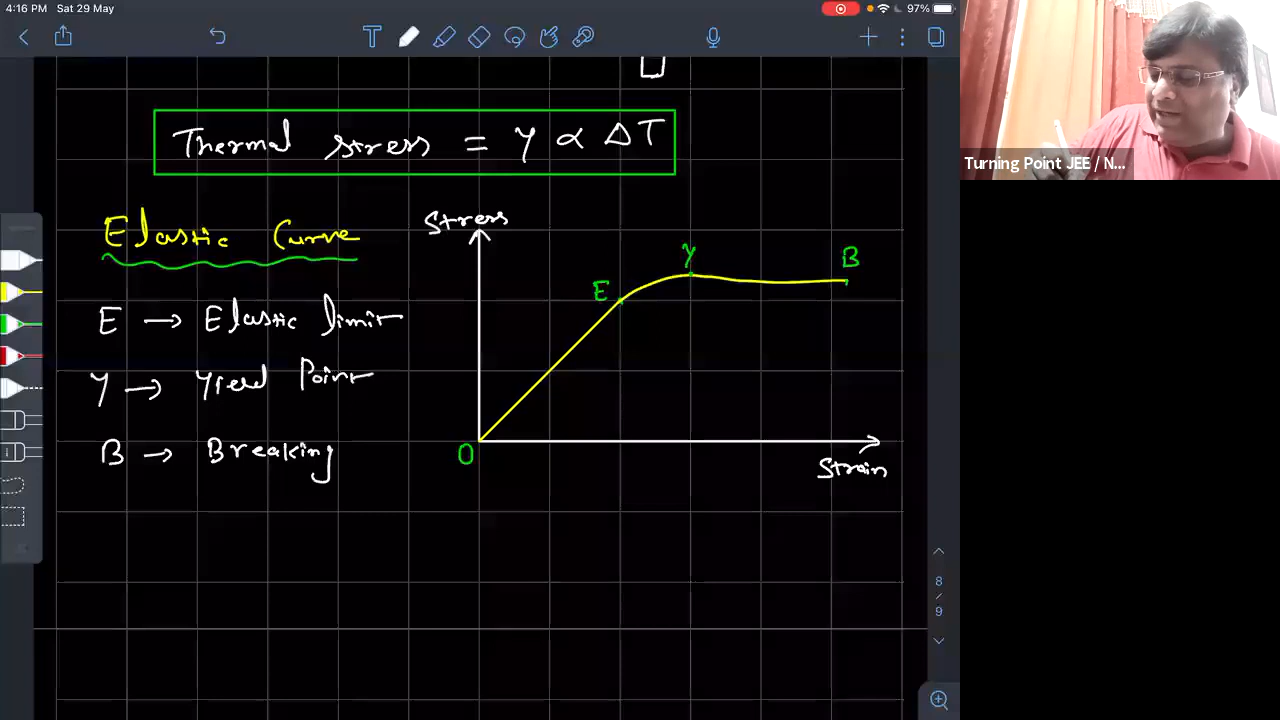 4:16 PM Sat 29 May
97%
Thermal stress = Y α ΔT
Elastic Curve
E → Elastic limit
Y → Yield Point
B → Breaking
Stress
E
Y
B
O
Strain
8
/
9
Turning Point JEE / N...